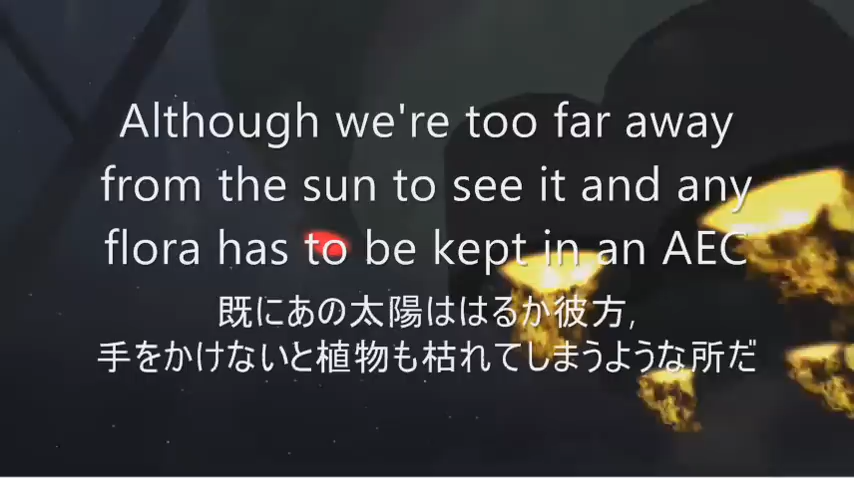 Although we're too far away
from the sun to see it and any
flora has to be kept in an AEC
既にあの太陽ははるか彼方,
手をかけないと植物も枯れてしまうような所だ